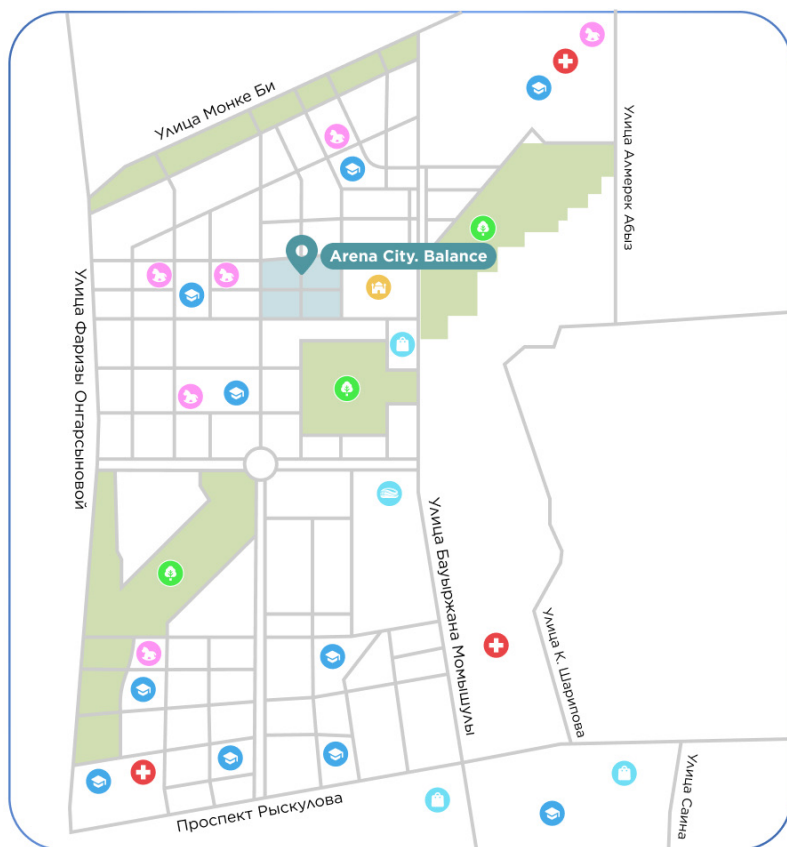 Улица Монке Би
Улица Алмерек Абыз
Arena City. Balance
Улица Фаризы Онгарсыновой
Улица Бауыржана Момышулы
Улица К. Шарипова
Улица Саина
Проспект Рыскулова